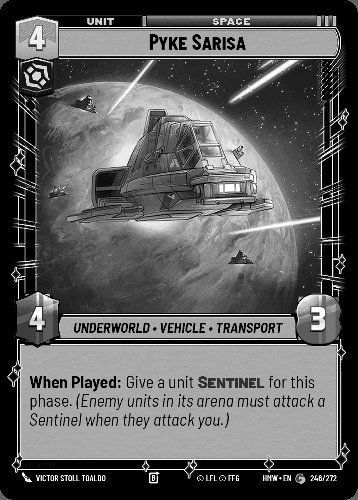 UNIT
SPACE
4
PYKE SARISA
4
UNDERWORLD • VEHICLE • TRANSPORT
3
When Played: Give a unit SENTINEL for this
phase. (Enemy units in its arena must attack a
Sentinel when they attack you.)
VICTOR STOLL TOALDO
© LFL © FFG
HMW • EN
C
246/272